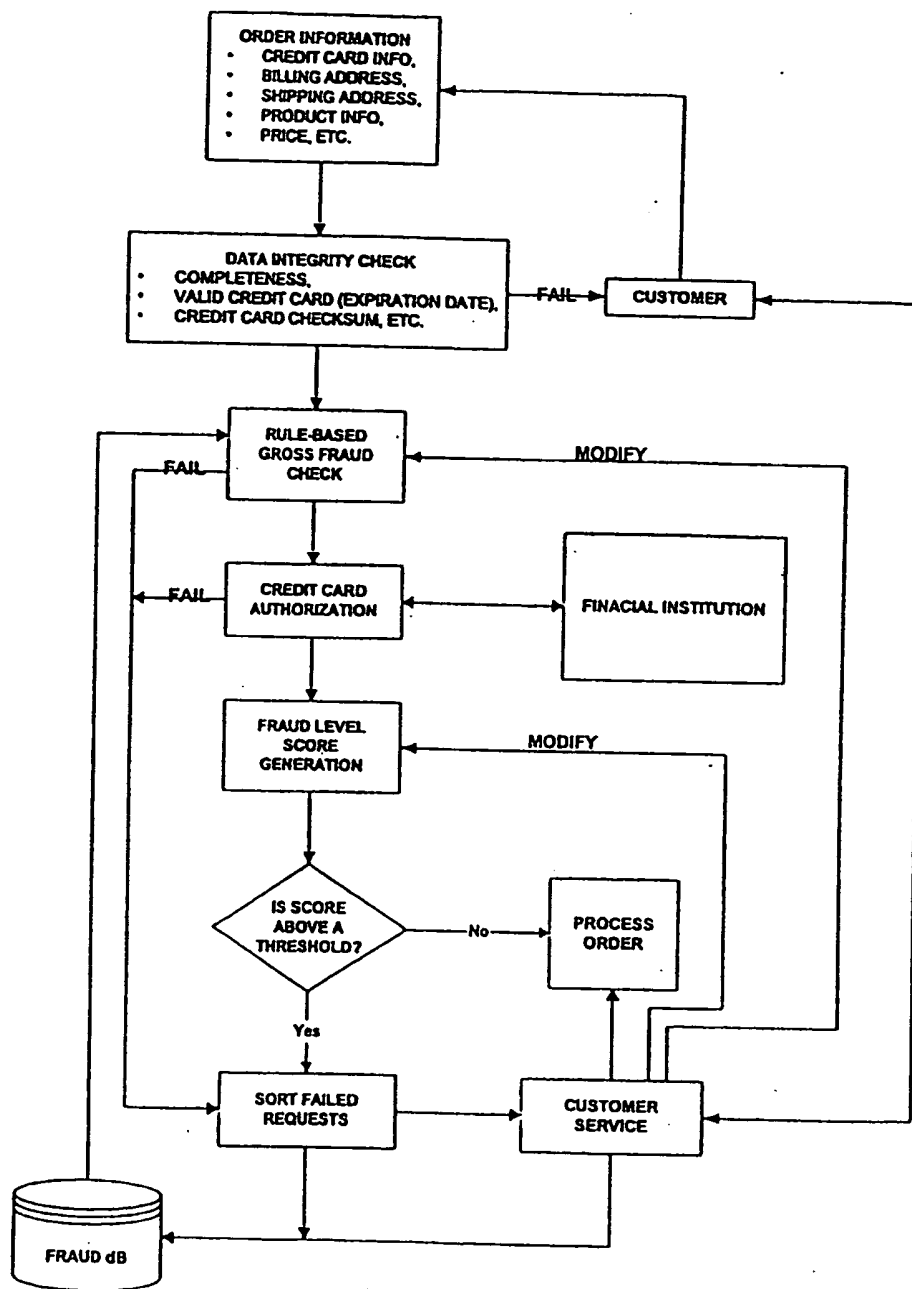 ORDER INFORMATION
• CREDIT CARD INFO,
• BILLING ADDRESS,
• SHIPPING ADDRESS,
• PRODUCT INFO,
• PRICE, ETC.
DATA INTEGRITY CHECK
• COMPLETENESS,
• VALID CREDIT CARD (EXPIRATION DATE),
• CREDIT CARD CHECKSUM, ETC.
FAIL
CUSTOMER
RULE-BASED
GROSS FRAUD
CHECK
MODIFY
FAIL
CREDIT CARD
AUTHORIZATION
FAIL
FINACIAL INSTITUTION
FRAUD LEVEL
SCORE
GENERATION
MODIFY
IS SCORE
ABOVE A
THRESHOLD?
No
PROCESS
ORDER
Yes
SORT FAILED
REQUESTS
CUSTOMER
SERVICE
FRAUD dB